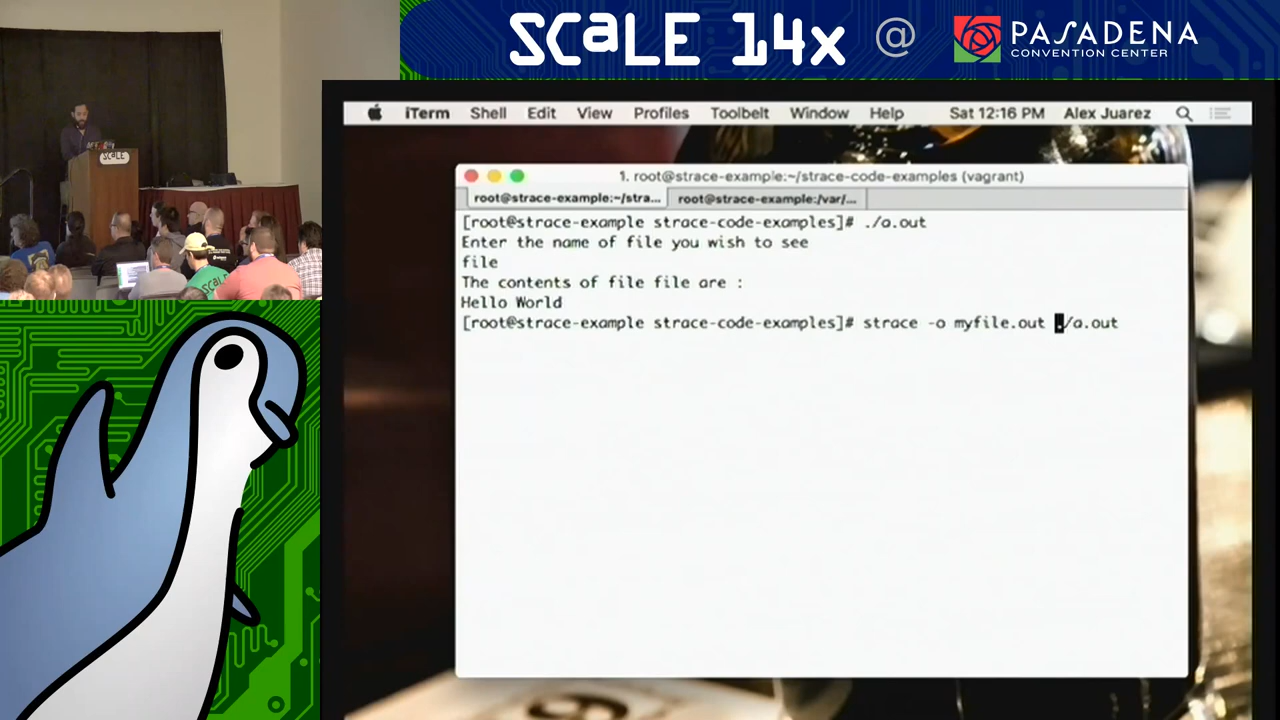 SCaLE 14x @ PASADENA
CONVENTION CENTER
SCALE
SCaLE
iTerm Shell Edit View Profiles Toolbelt Window Help Sat 12:16 PM Alex Juarez
1. root@strace-example:~/strace-code-examples (vagrant)
root@strace-example:~/stra... root@strace-example:/var/...
[root@strace-example strace-code-examples]# ./a.out
Enter the name of file you wish to see
file
The contents of file file are :
Hello World
[root@strace-example strace-code-examples]# strace -o myfile.out ./a.out